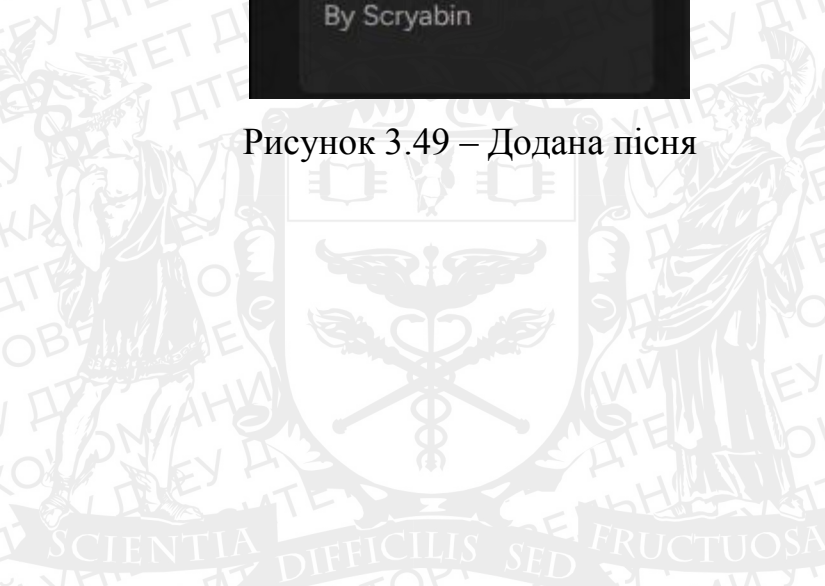 By Scryabin
Рисунок 3.49 – Додана пісня
SCIENTIA DIFFICILIS SED FRUCTUOSA